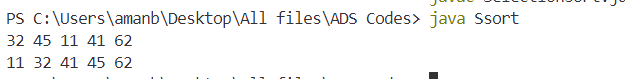 PS C:\Users\amanb\Desktop\All files\ADS Codes> java Ssort
32 45 11 41 62
11 32 41 45 62